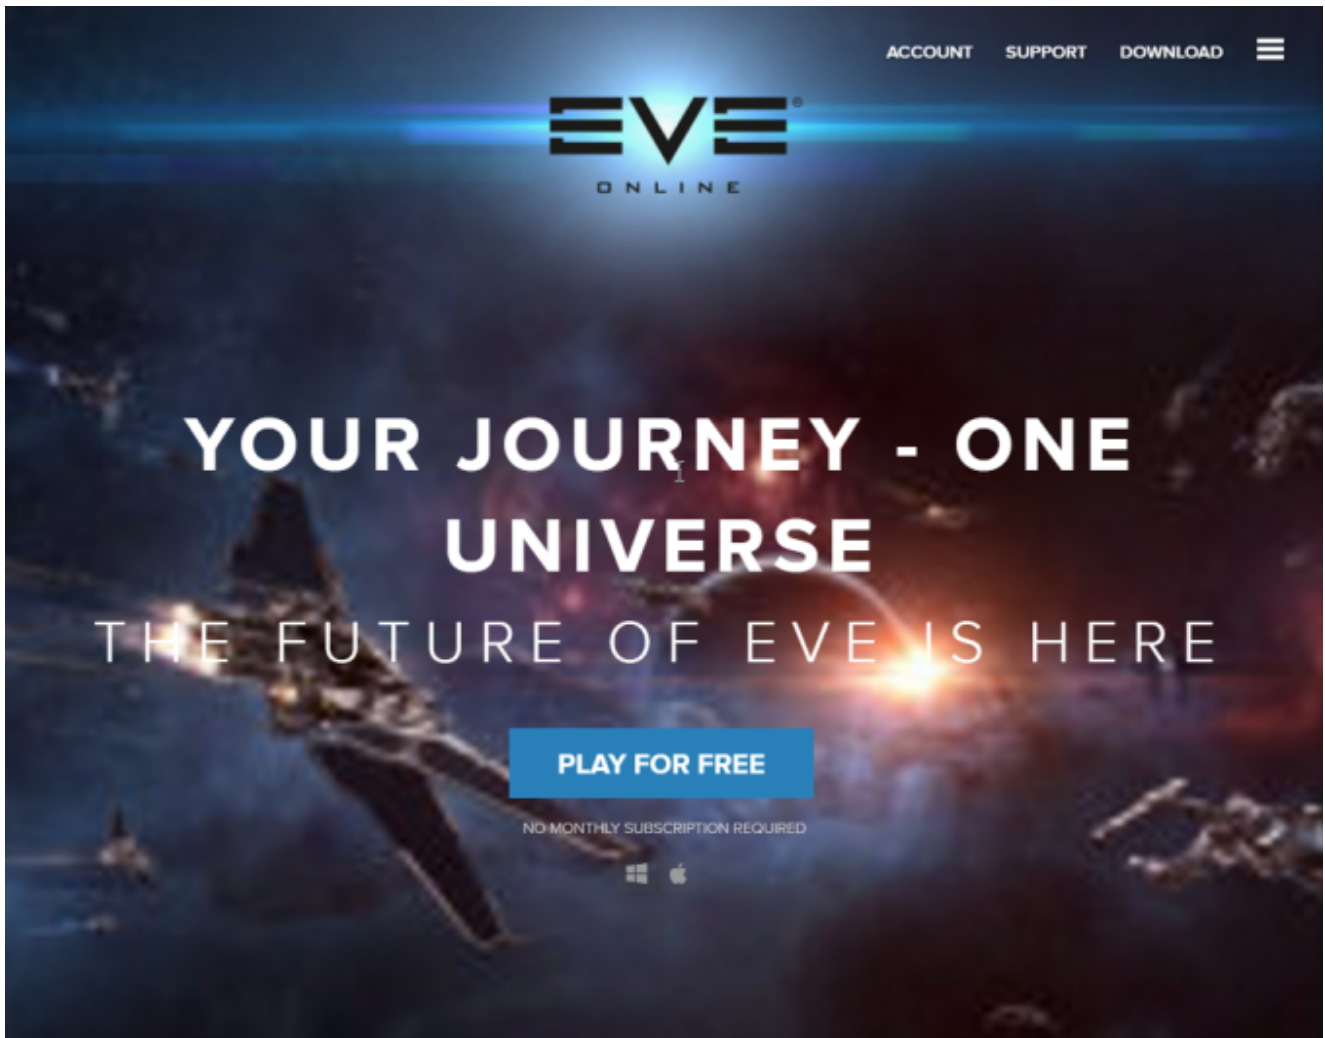 ACCOUNT SUPPORT DOWNLOAD
EVE®
ONLINE
YOUR JOURNEY - ONE
UNIVERSE
THE FUTURE OF EVE IS HERE
PLAY FOR FREE
NO MONTHLY SUBSCRIPTION REQUIRED